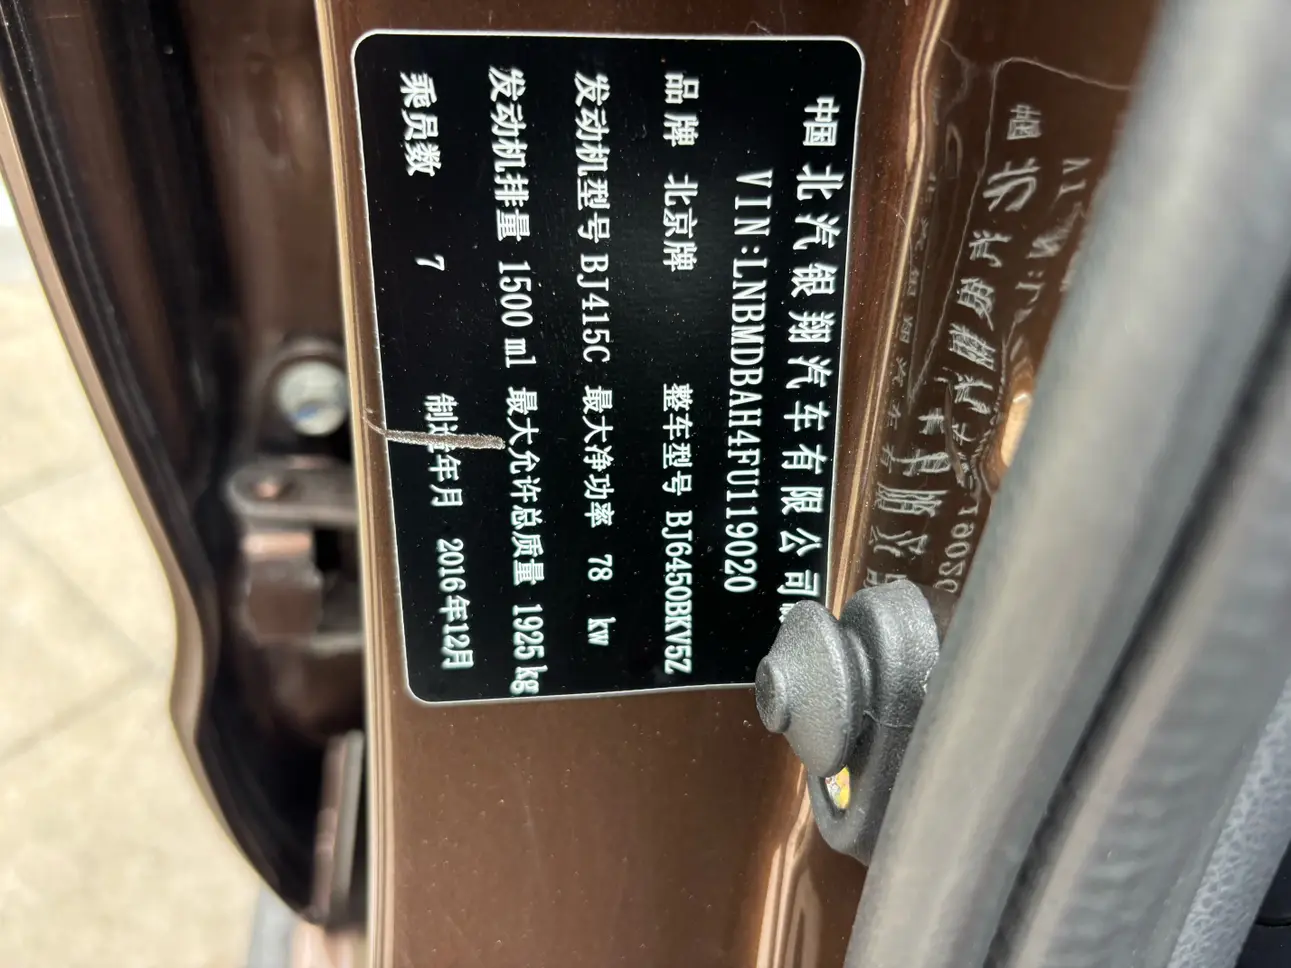 中国北汽银翔汽车有限公司
VIN:LNBMDBAH4FU119020
品牌 北京牌 整车型号 BJ6450BKV5Z
发动机型号 BJ415C 最大净功率 78 kw
发动机排量 1500 ml 最大允许总质量 1925kg
乘员数 7 制造年月 2016年12月